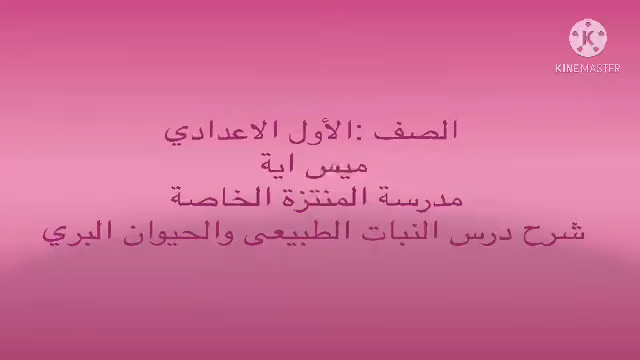 KINEMASTER
الصف :الأول الاعدادي
ميس اية
مدرسة المنتزة الخاصة
شرح درس النبات الطبيعى والحيوان البري